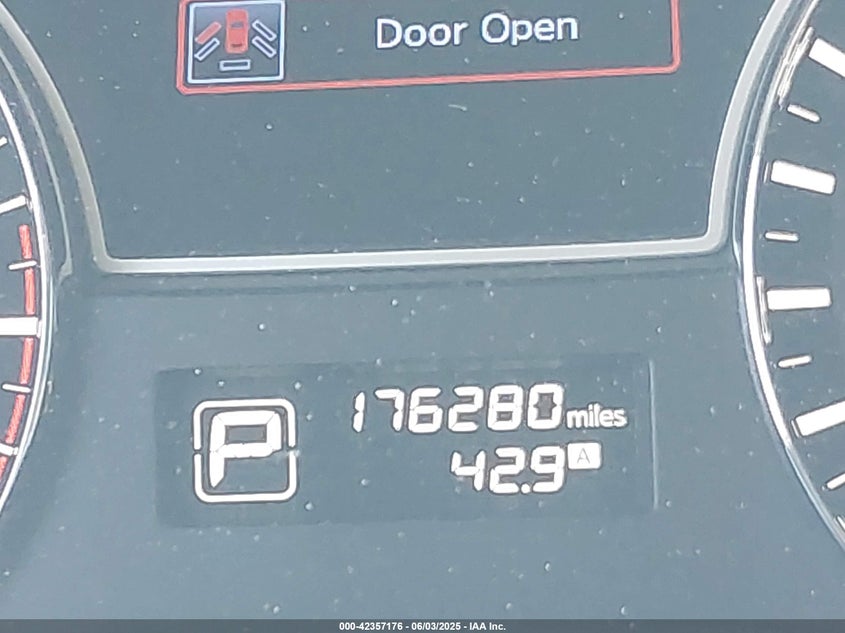 Door Open
P
176280 miles
42.9 A
000-42357176 - 06/03/2025 - IAA Inc.